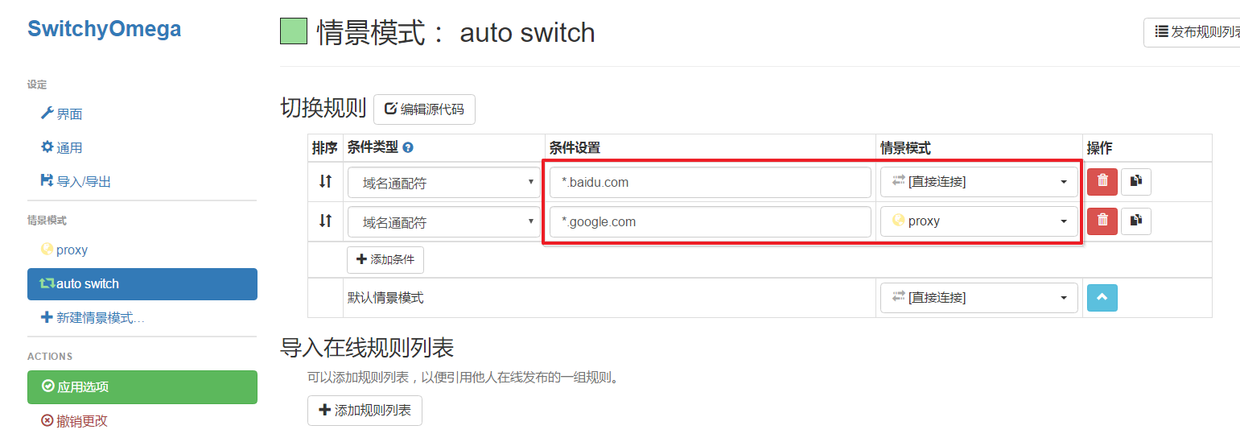 SwitchyOmega
设定
界面
通用
导入/导出
情景模式
proxy
auto switch
新建情景模式...
ACTIONS
应用选项
撤销更改
情景模式： auto switch
发布规则列表
切换规则 编辑源代码
排序 条件类型 条件设置 情景模式 操作
域名通配符 *.baidu.com [直接连接]
域名通配符 *.google.com proxy
添加条件
默认情景模式 [直接连接]
导入在线规则列表
可以添加规则列表，以便引用他人在线发布的一组规则。
添加规则列表